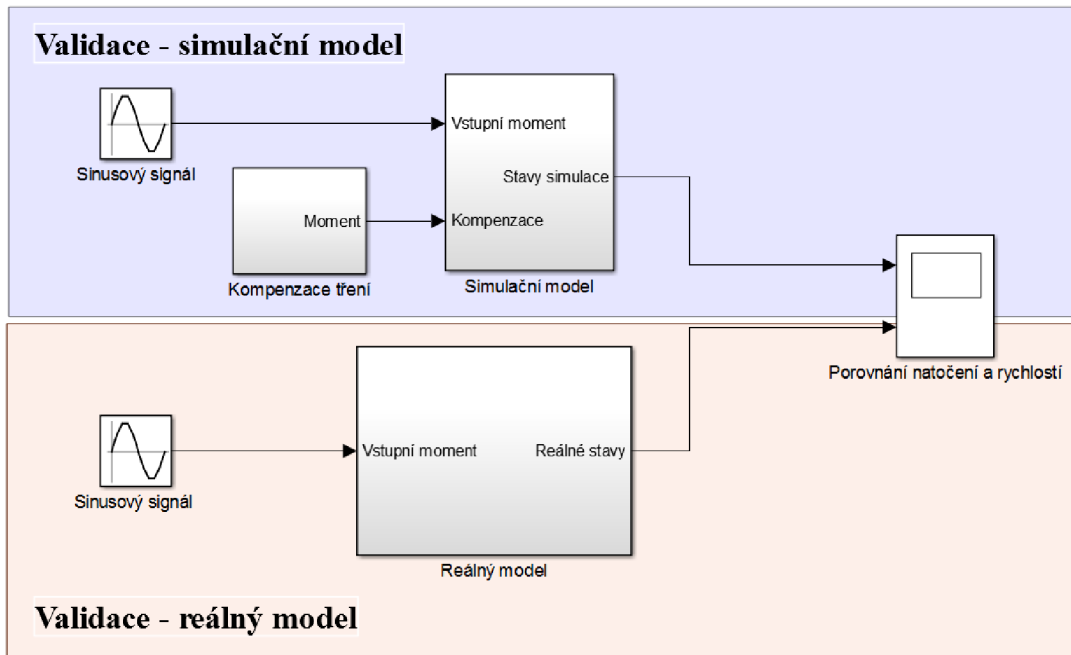 Validace - simulační model
Sinusový signál
Vstupní moment
Stavy simulace
Moment
Kompenzace
Kompenzace tření
Simulační model
Porovnání natočení a rychlostí
Sinusový signál
Vstupní moment
Reálné stavy
Reálný model
Validace - reálný model